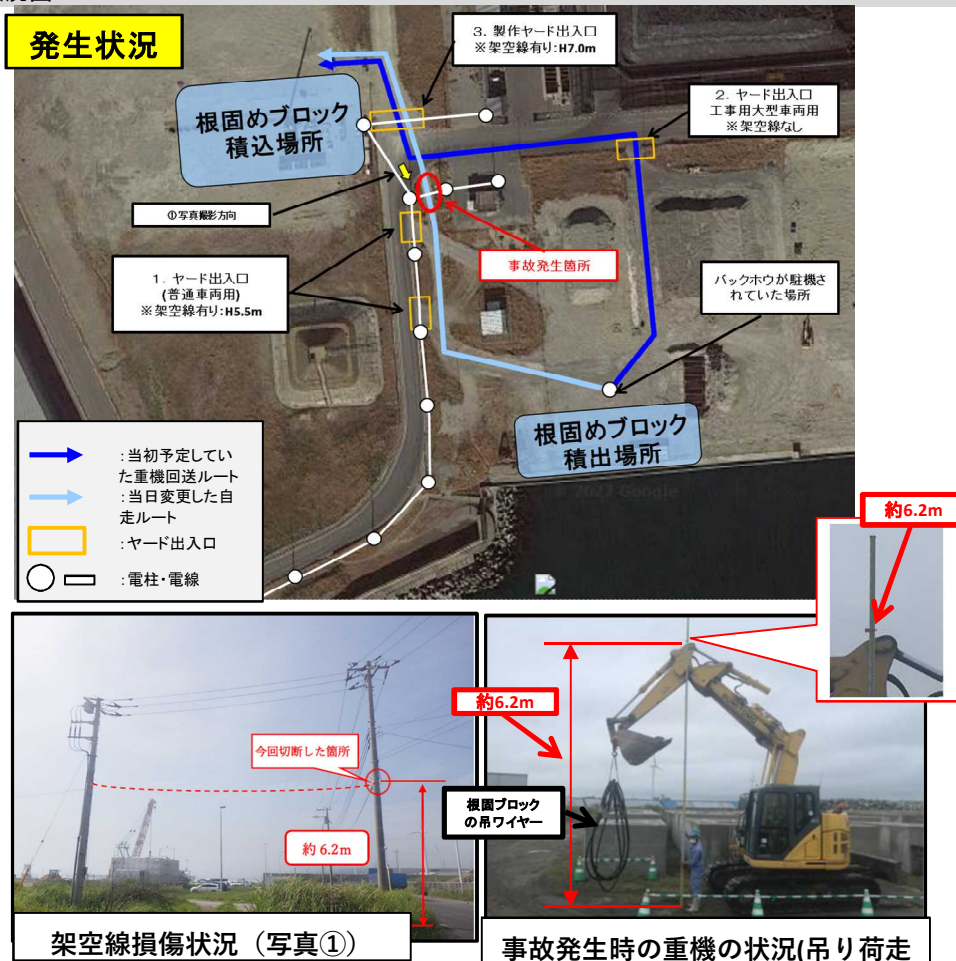 発生状況
3. 製作ヤード出入口
※架空線有り:H7.0m
2. ヤード出入口
工事用大型車両用
※架空線なし
根固めブロック
積込場所
①写真撮影方向
事故発生箇所
1. ヤード出入口
(普通車両用)
※架空線有り:H5.5m
バックホウが駐機さ
れていた場所
根固めブロック
積出場所
:当初予定してい
た重機回送ルート
:当日変更した自
走ルート
:ヤード出入口
:電柱・電線
© 2022 Google
約6.2m
今回切断した箇所
約6.2m
約 6.2m
根固ブロック
の吊ワイヤー
架空線損傷状況（写真①）
事故発生時の重機の状況(吊り荷走